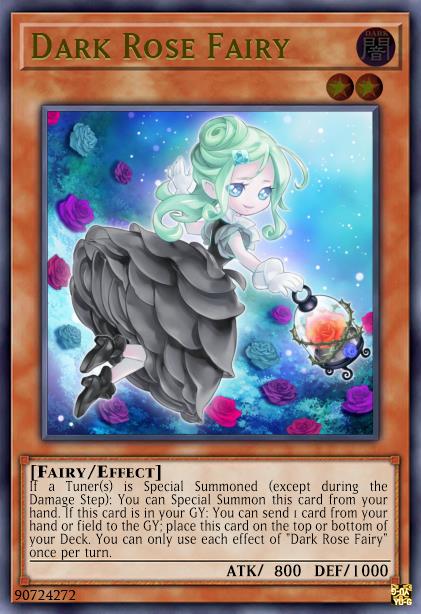 DARK ROSE FAIRY
DARK
闇
[FAIRY/EFFECT]
If a Tuner(s) is Special Summoned (except during the
Damage Step): You can Special Summon this card from your
hand. If this card is in your GY: You can send 1 card from your
hand or field to the GY; place this card on the top or bottom of
your Deck. You can only use each effect of "Dark Rose Fairy"
once per turn.
ATK/ 800 DEF/1000
90724272